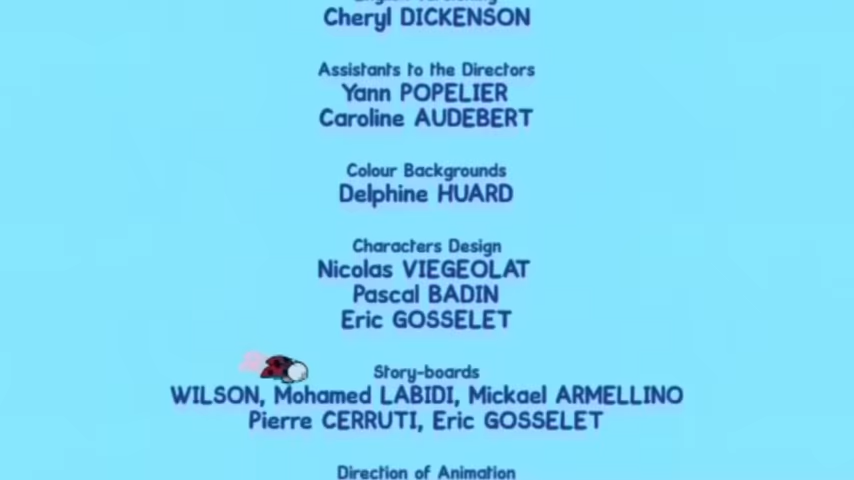 Cheryl DICKENSON
Assistants to the Directors
Yann POPELIER
Caroline AUDEBERT
Colour Backgrounds
Delphine HUARD
Characters Design
Nicolas VIEGEOLAT
Pascal BADIN
Eric GOSSELET
Story-boards
WILSON, Mohamed LABIDI, Mickael ARMELLINO
Pierre CERRUTI, Eric GOSSELET
Direction of Animation